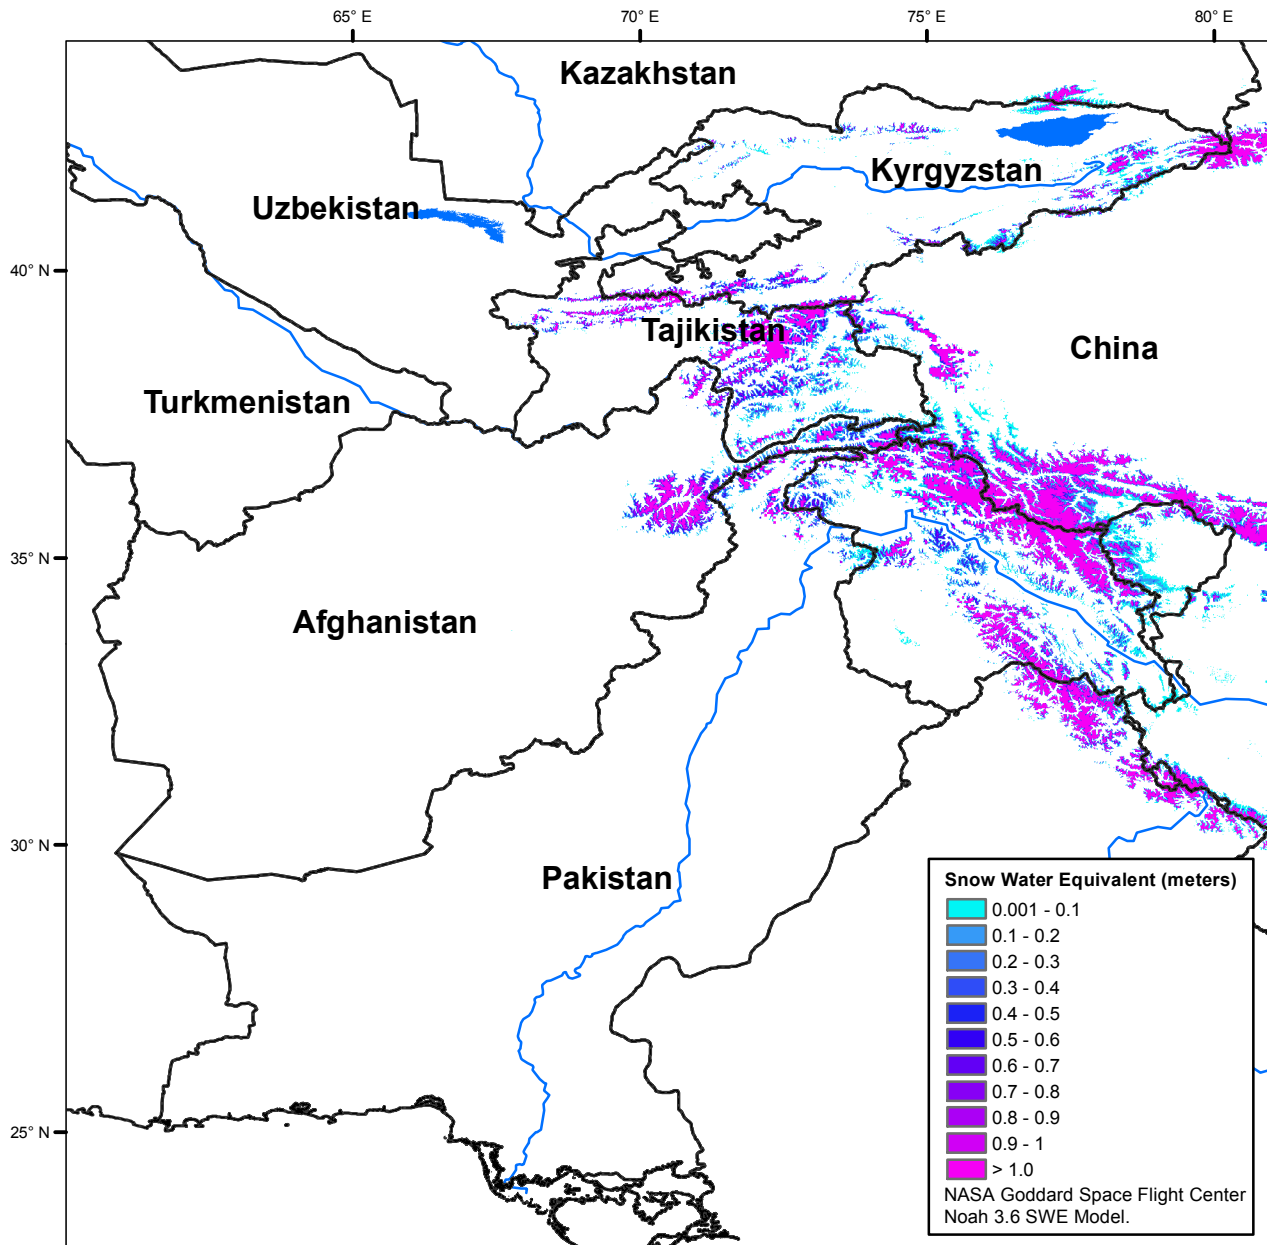 65° E
70° E
75° E
80° E
Kazakhstan
Kyrgyzstan
Uzbekistan
40° N
Tajikistan
China
Turkmenistan
35° N
Afghanistan
30° N
Pakistan
Snow Water Equivalent (meters)
0.001 - 0.1
0.1 - 0.2
0.2 - 0.3
0.3 - 0.4
0.4 - 0.5
0.5 - 0.6
0.6 - 0.7
0.7 - 0.8
0.8 - 0.9
0.9 - 1
> 1.0
NASA Goddard Space Flight Center
Noah 3.6 SWE Model.
25° N